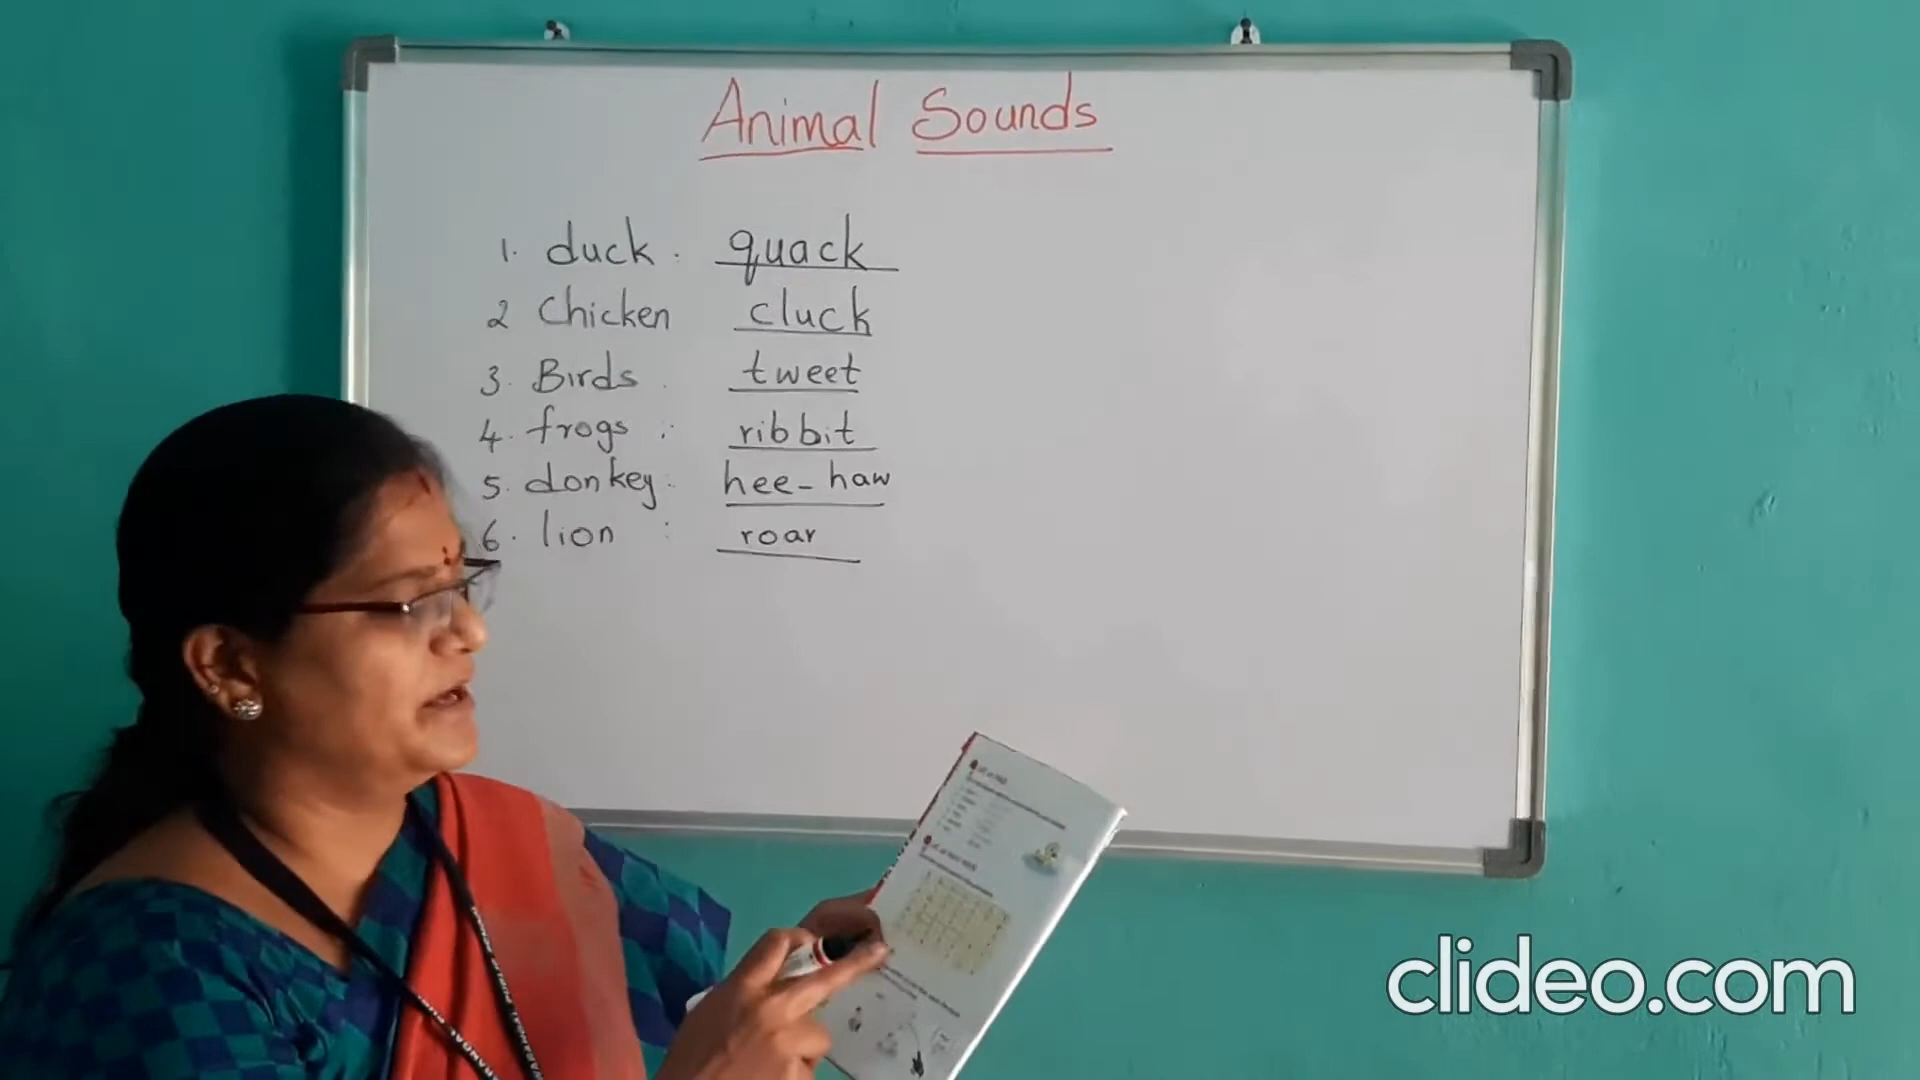 Animal Sounds
1. duck. quack
2 Chicken cluck
3. Birds. tweet
4. frogs : ribbit
5. donkey: hee-haw
6. lion : roar
clideo.com